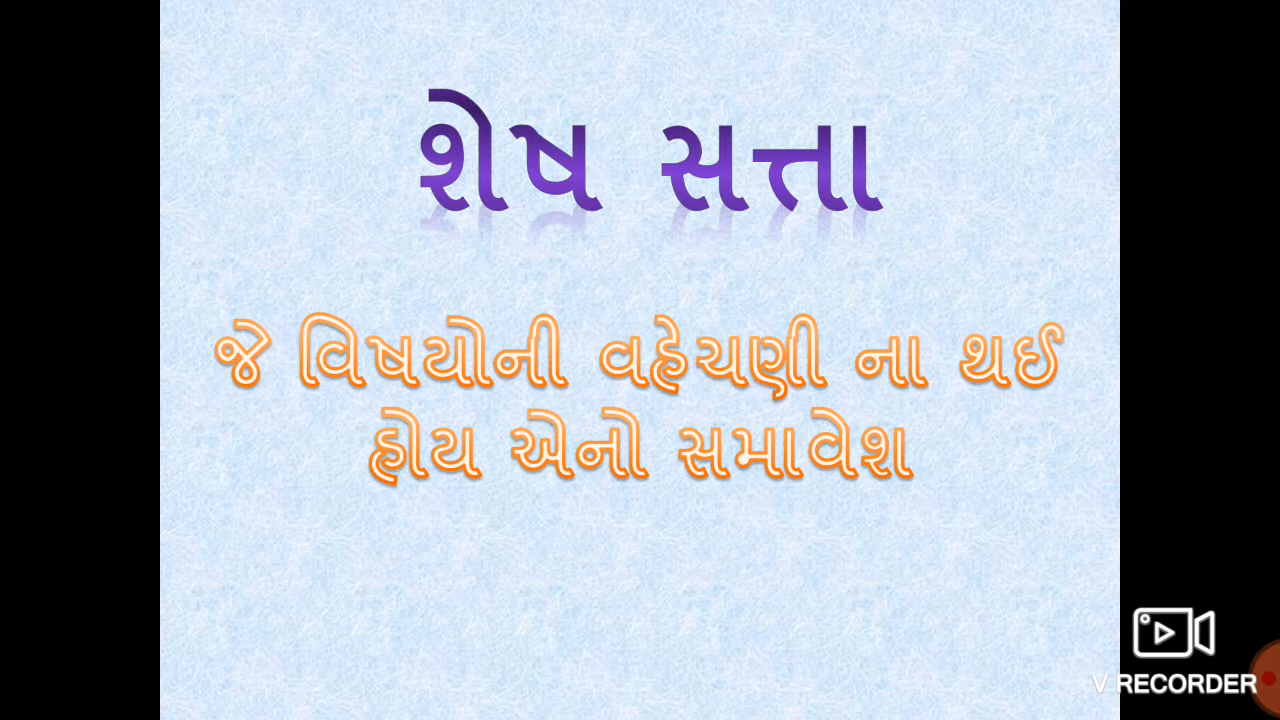 શેષ સત્તા
જે વિષયોની વહેચણી ના થઈ
હોય એનો સમાવેશ
V RECORDER